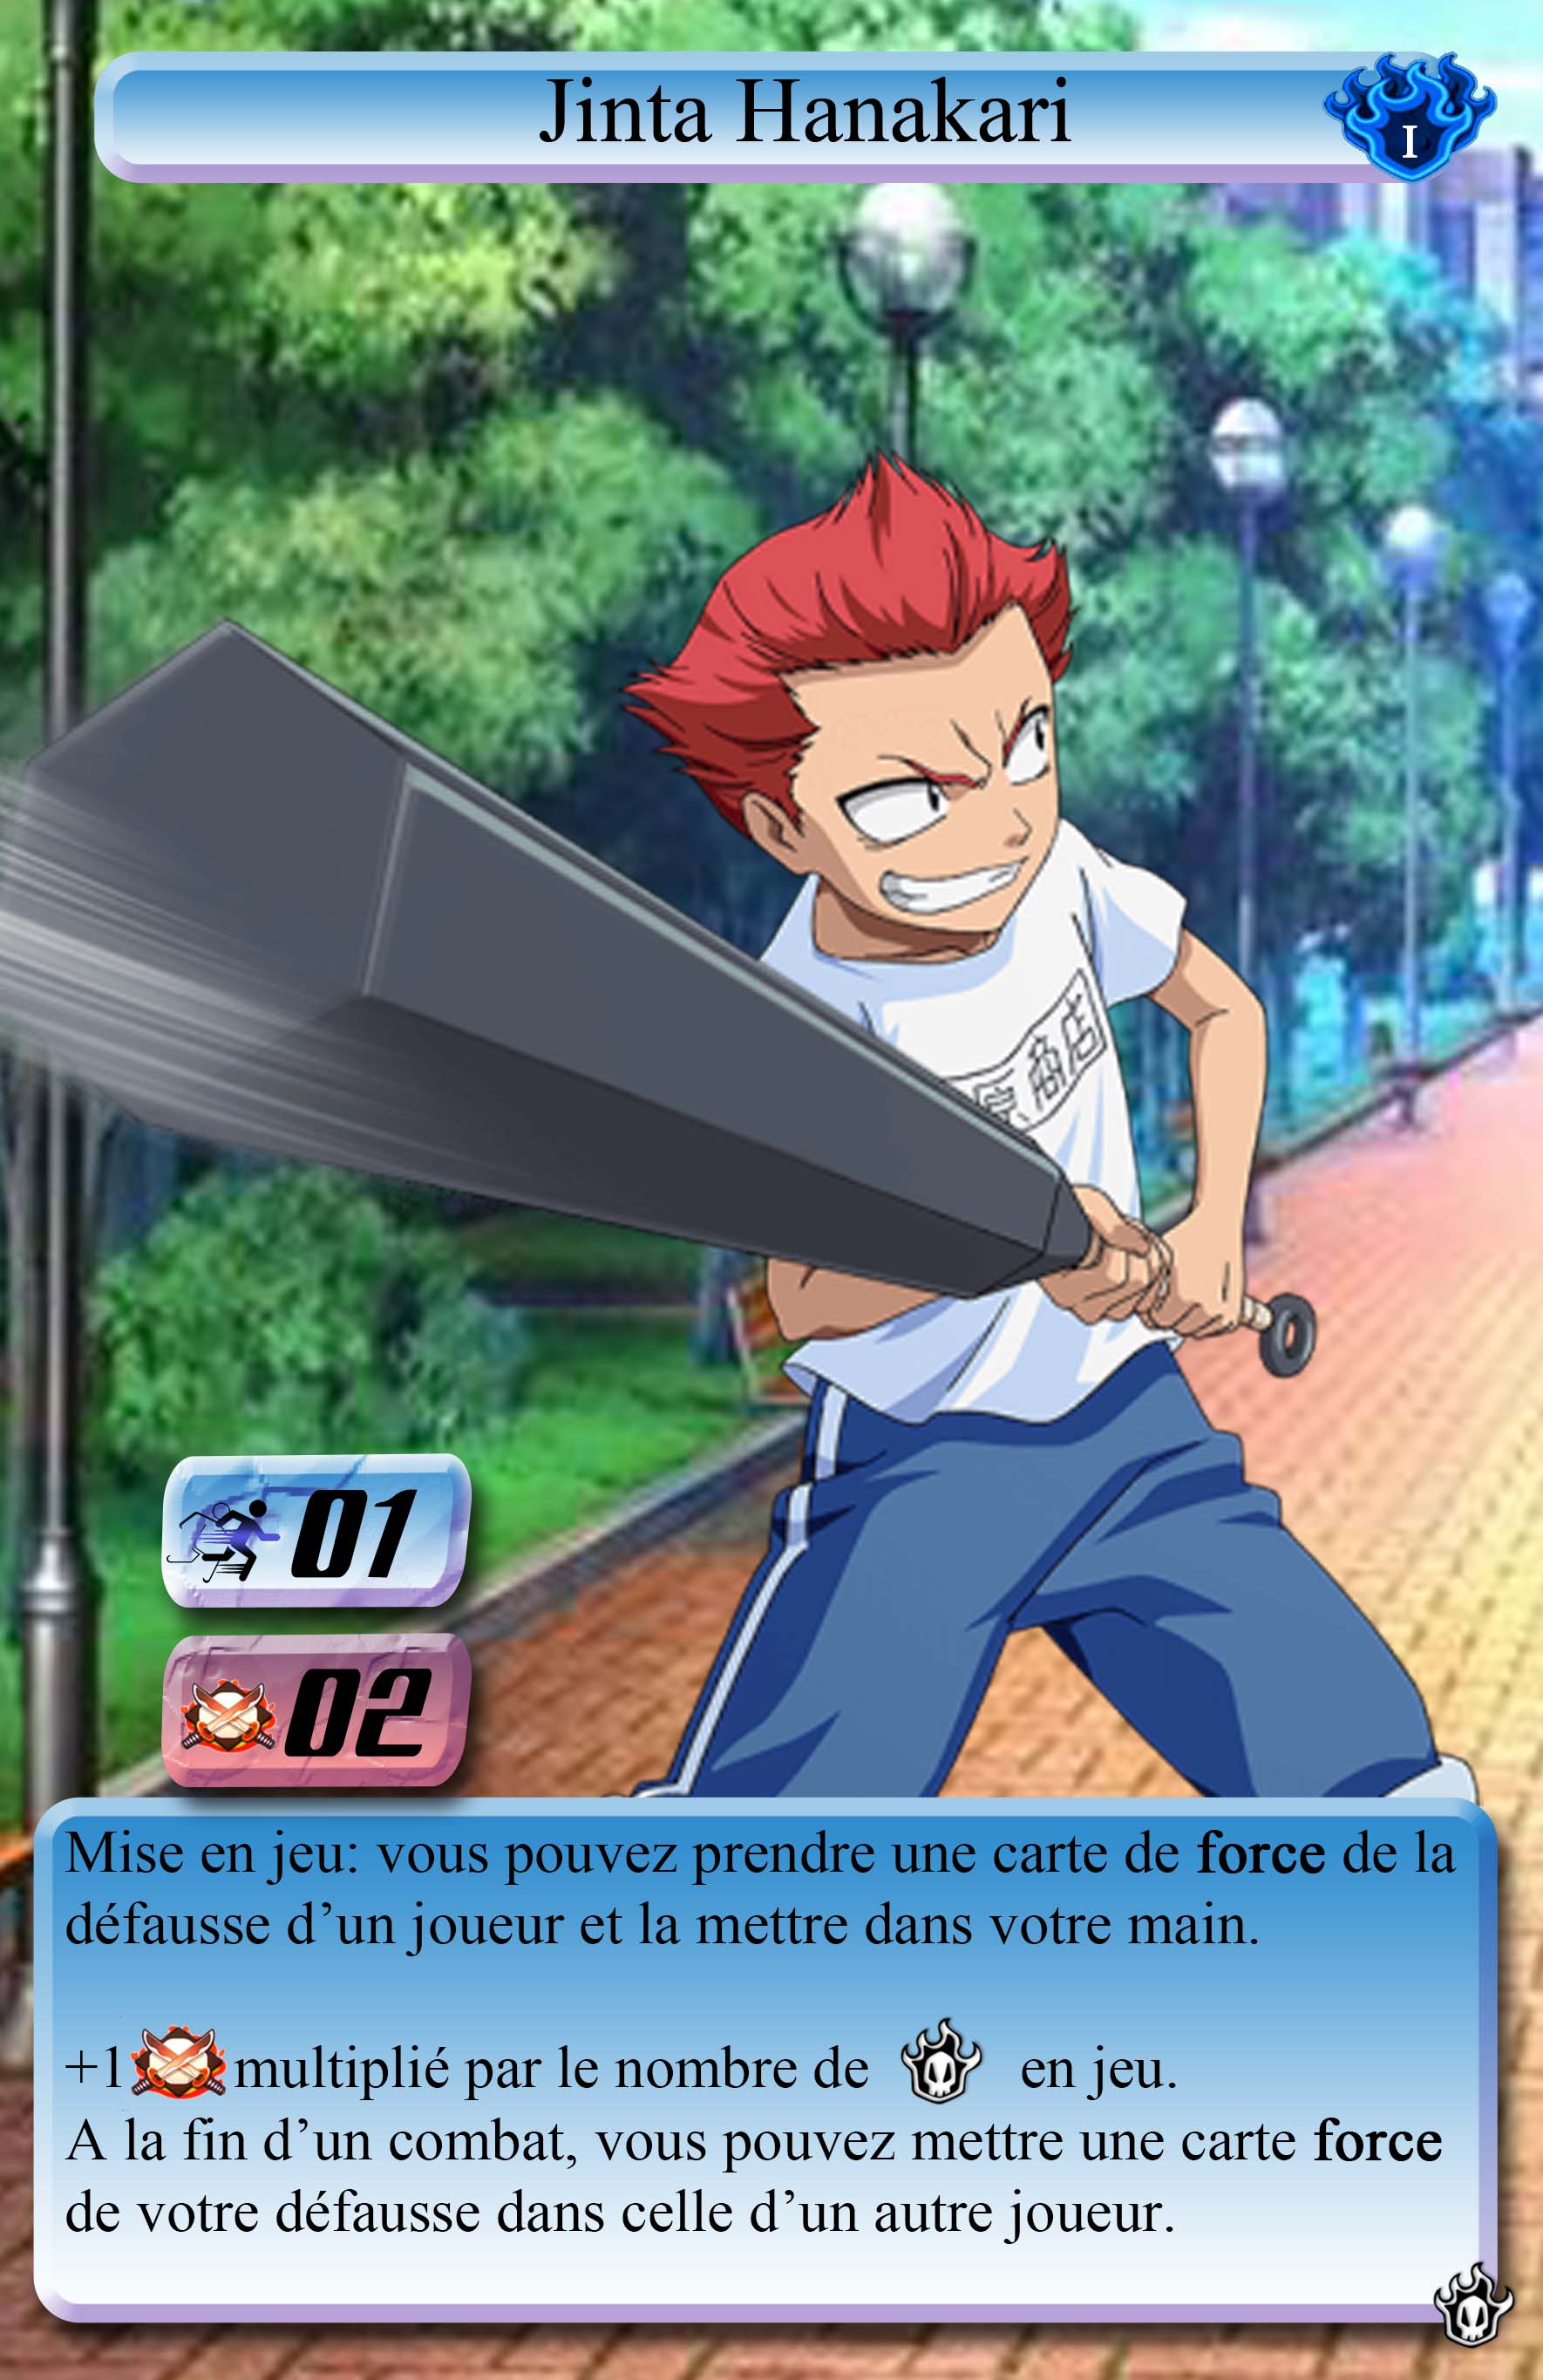 Jinta Hanakari
I
商店
01
02
Mise en jeu: vous pouvez prendre une carte de force de la
défausse d’un joueur et la mettre dans votre main.
+1 multiplié par le nombre de en jeu.
A la fin d’un combat, vous pouvez mettre une carte force
de votre défausse dans celle d’un autre joueur.